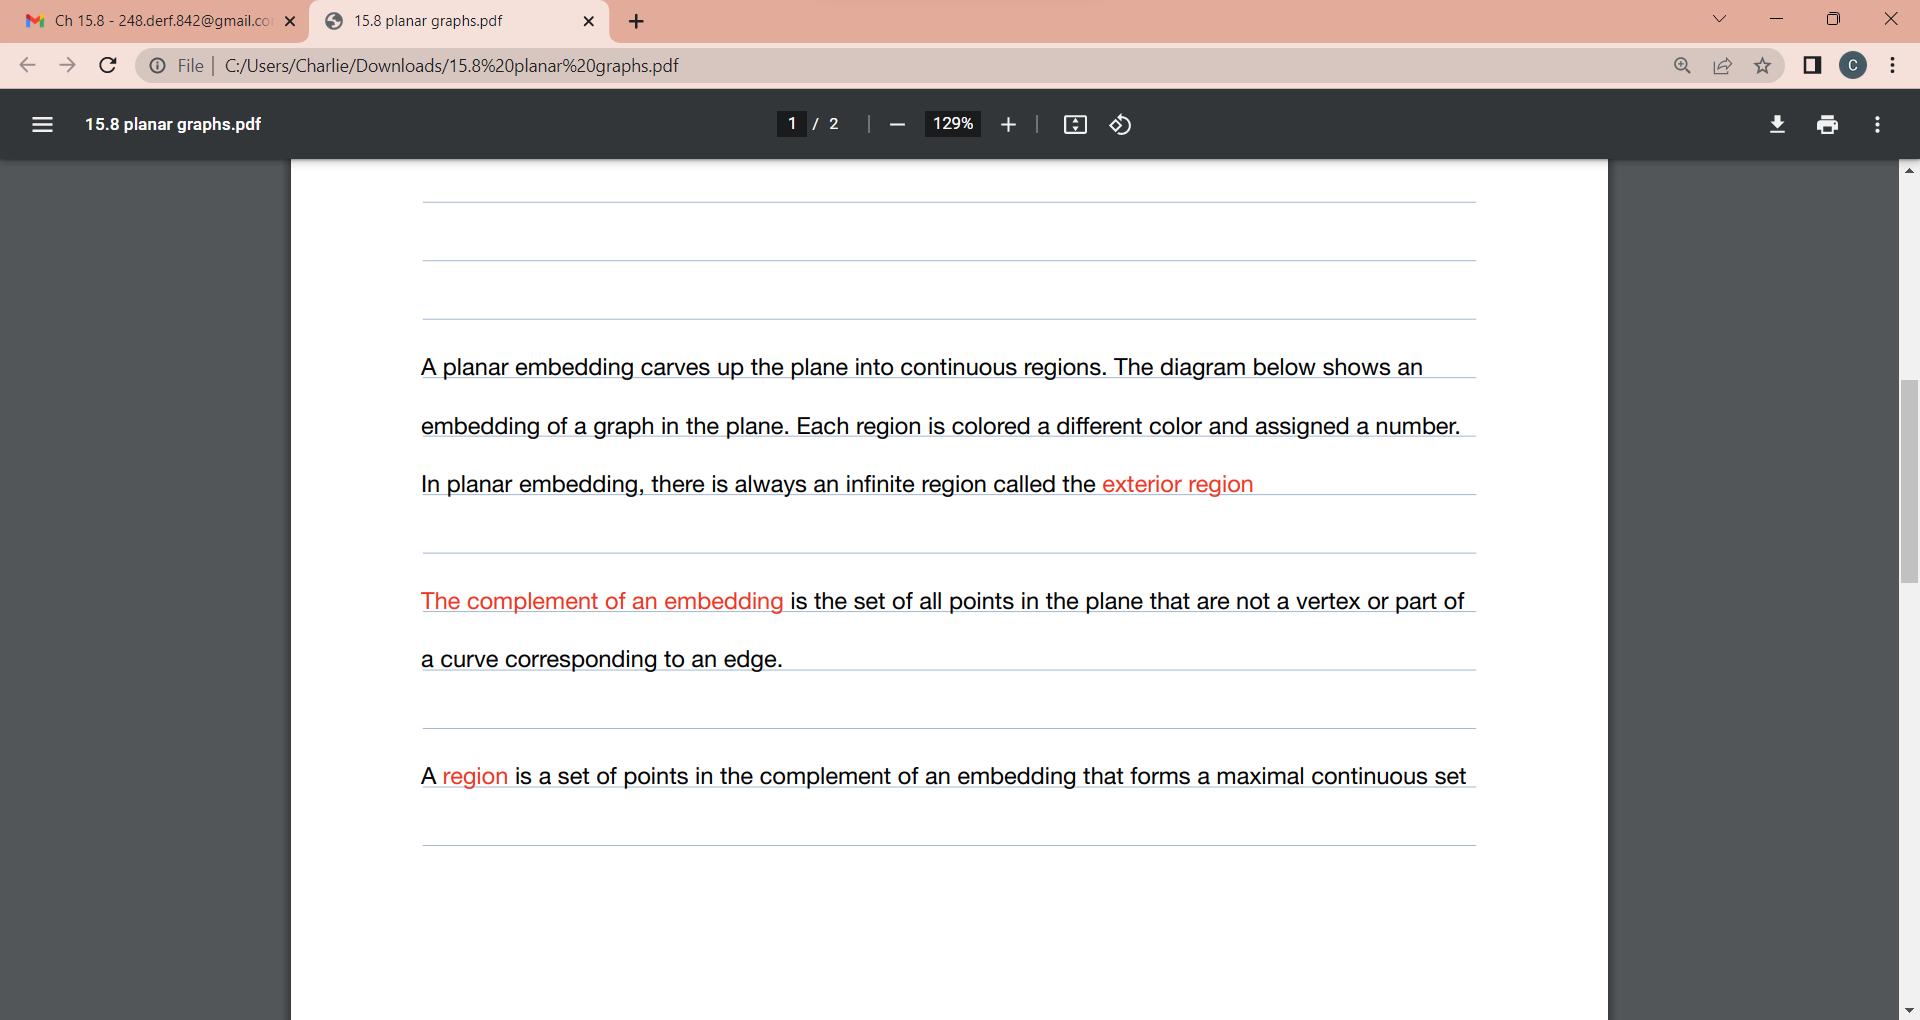 Ch 15.8 - 248.derf.842@gmail.co
15.8 planar graphs.pdf
File | C:/Users/Charlie/Downloads/15.8%20planar%20graphs.pdf
C
15.8 planar graphs.pdf
1 / 2 | − 129% + |
A planar embedding carves up the plane into continuous regions. The diagram below shows an
embedding of a graph in the plane. Each region is colored a different color and assigned a number.
In planar embedding, there is always an infinite region called the exterior region
The complement of an embedding is the set of all points in the plane that are not a vertex or part of
a curve corresponding to an edge.
A region is a set of points in the complement of an embedding that forms a maximal continuous set